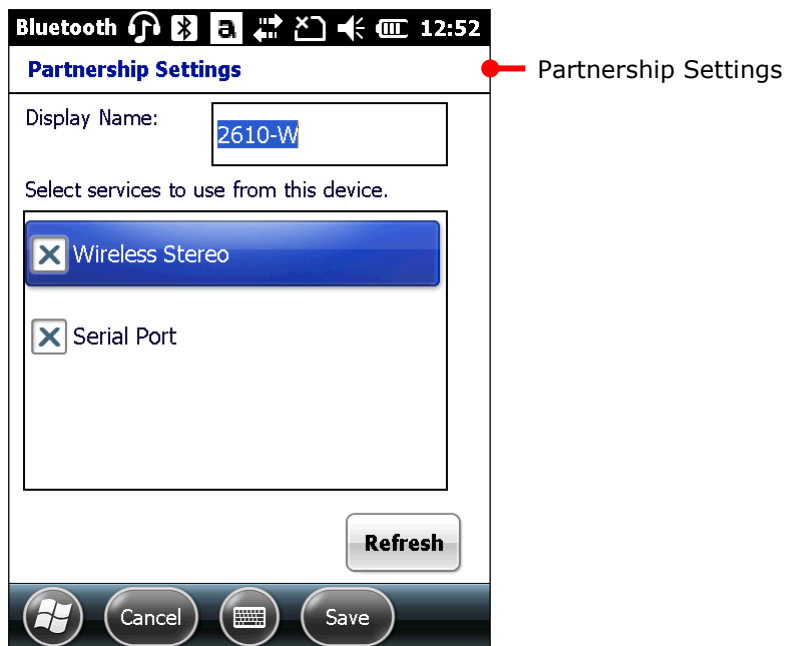 Bluetooth a 12:52
Partnership Settings
Partnership Settings
Display Name:
2610-W
Select services to use from this device.
Wireless Stereo
Serial Port
Refresh
Cancel
Save